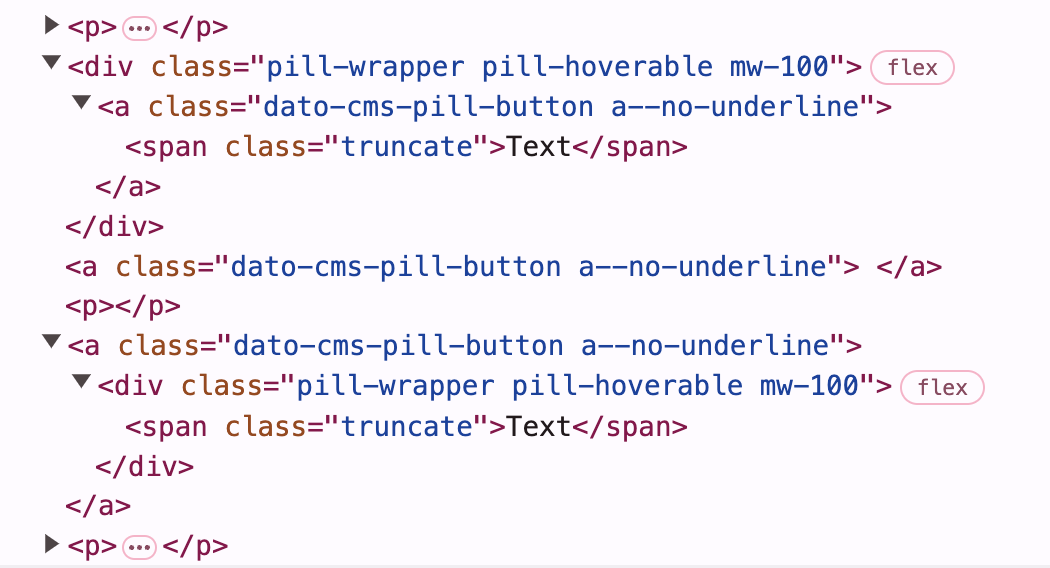 <p>…</p>
<div class="pill-wrapper pill-hoverable mw-100"> flex
<a class="dato-cms-pill-button a--no-underline">
<span class="truncate">Text</span>
</a>
</div>
<a class="dato-cms-pill-button a--no-underline"> </a>
<p></p>
<a class="dato-cms-pill-button a--no-underline">
<div class="pill-wrapper pill-hoverable mw-100"> flex
<span class="truncate">Text</span>
</div>
</a>
<p>…</p>